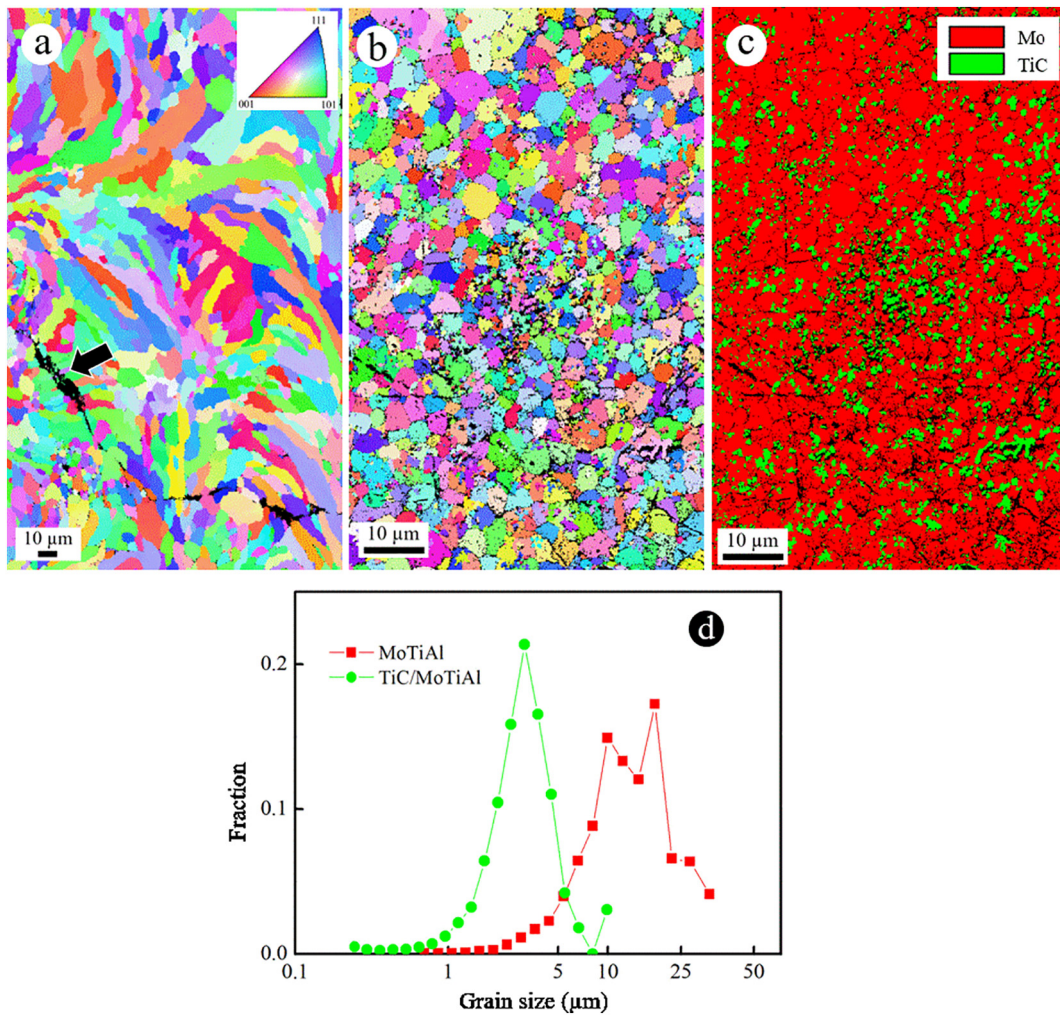 a
111
001
101
10 µm
b
10 µm
c
Mo
TiC
10 µm
d
MoTiAl
TiC/MoTiAl
Fraction
0.2
0.1
0.0
0.1
1
5
10
25
50
Grain size (µm)